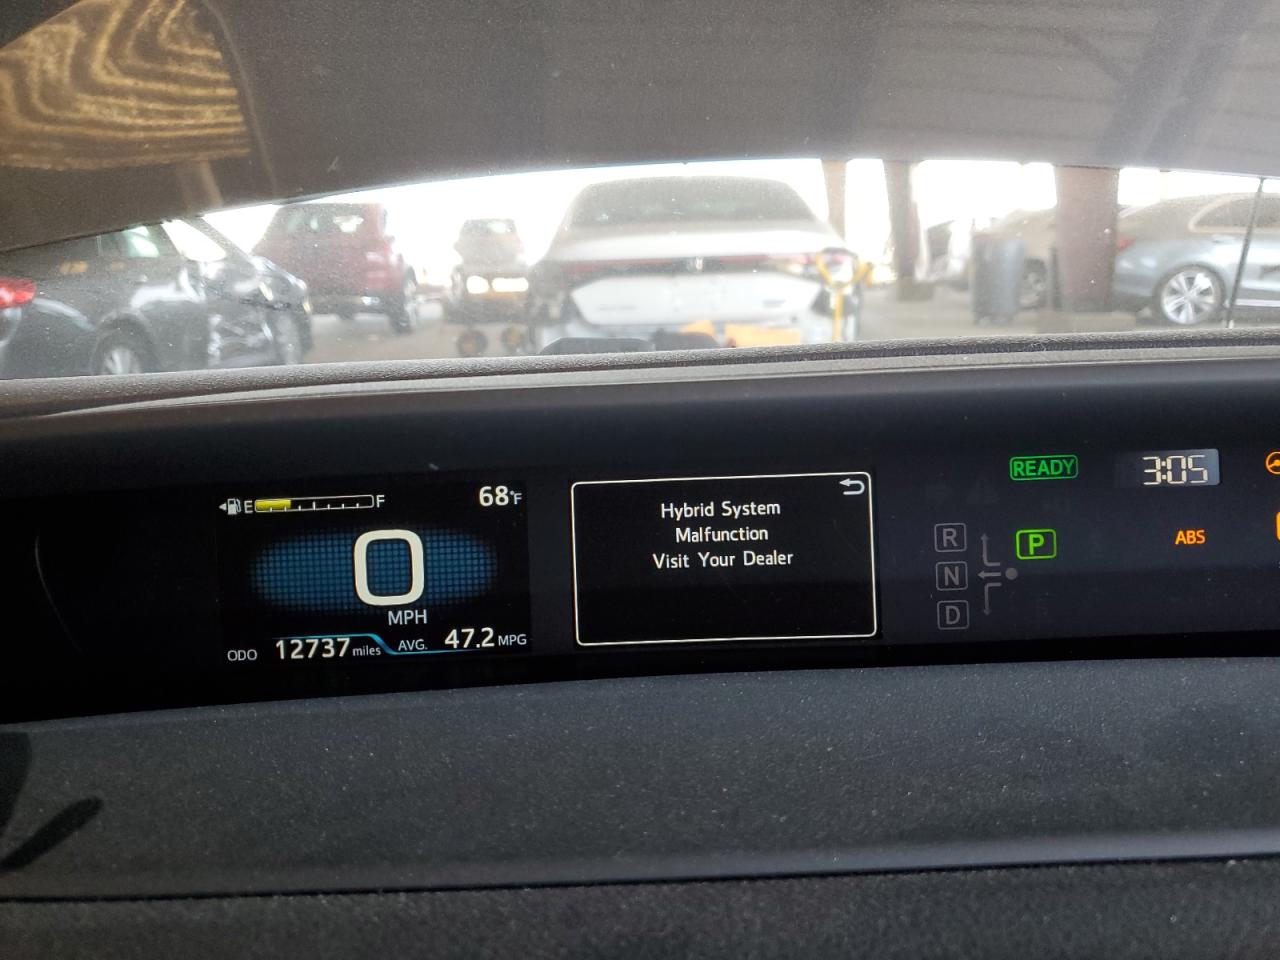 E F
68°F
0
MPH
ODO 12737 miles AVG. 47.2 MPG
Hybrid System
Malfunction
Visit Your Dealer
READY
3:05
R
N
D
P
ABS